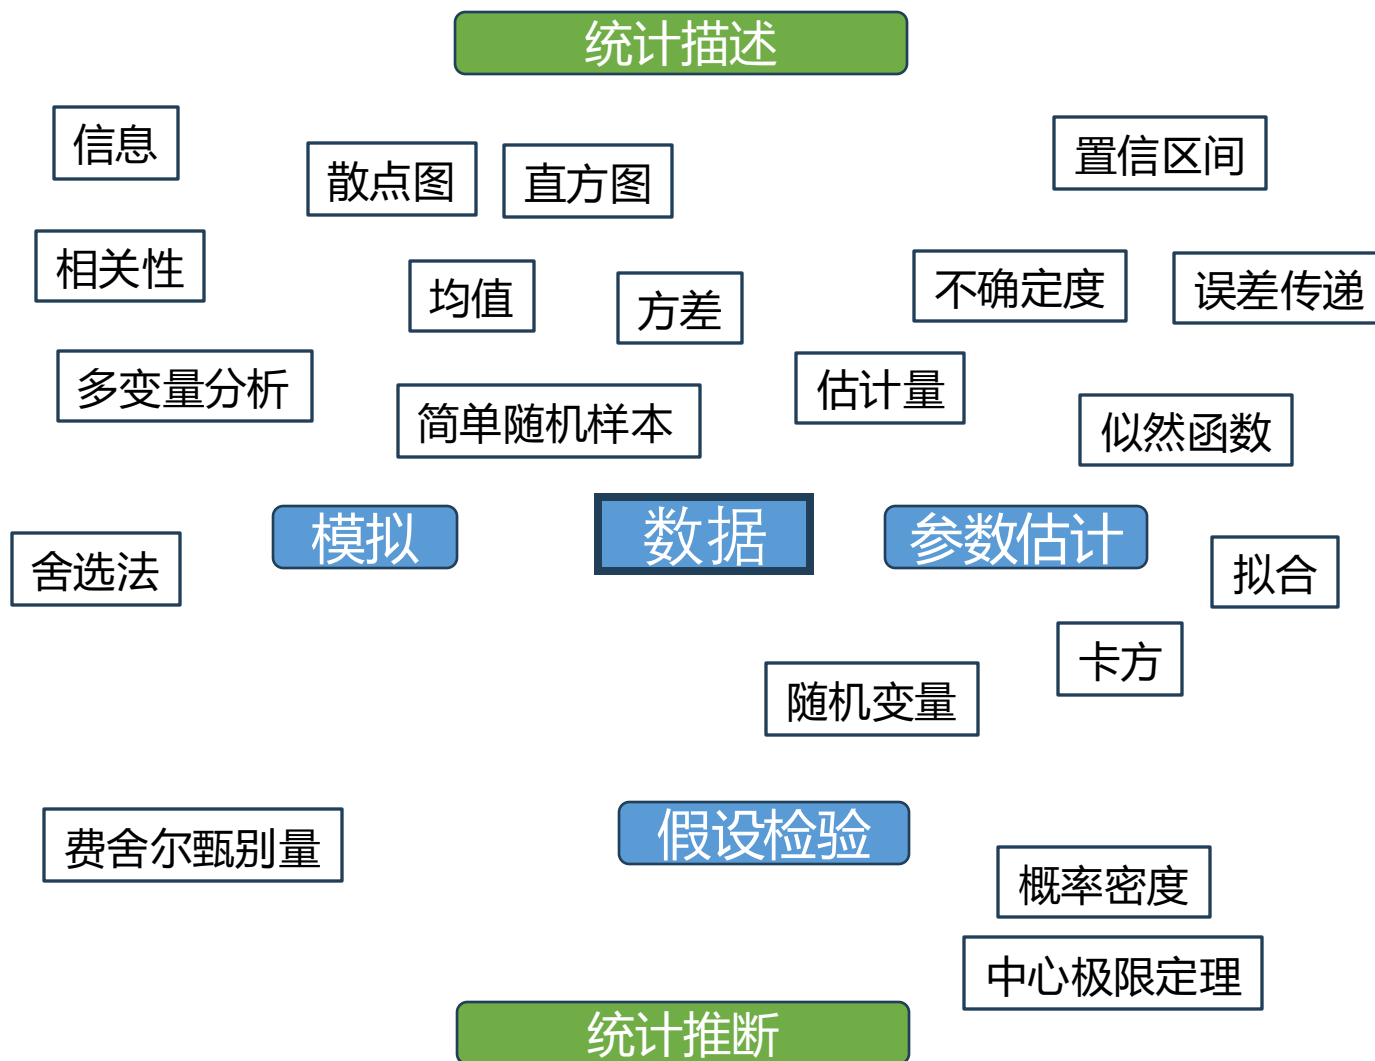 统计描述
信息
散点图
直方图
置信区间
相关性
均值
方差
不确定度
误差传递
多变量分析
简单随机样本
估计量
似然函数
模拟
数据
参数估计
舍选法
拟合
卡方
随机变量
费舍尔甄别量
假设检验
概率密度
中心极限定理
统计推断